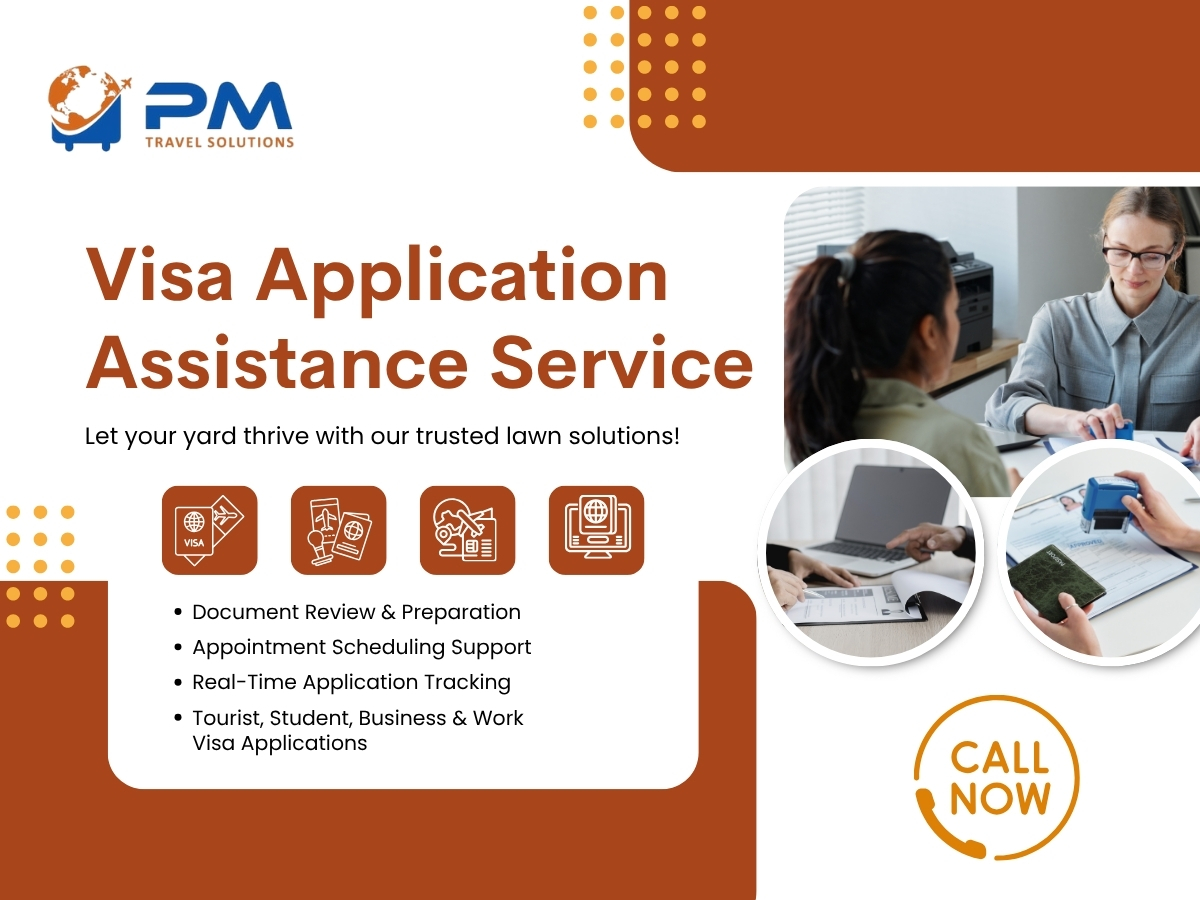 PM
TRAVEL SOLUTIONS
Visa Application
Assistance Service
Let your yard thrive with our trusted lawn solutions!
VISA
• Document Review & Preparation
• Appointment Scheduling Support
• Real-Time Application Tracking
• Tourist, Student, Business & Work
Visa Applications
PASSPORT
CALL
NOW